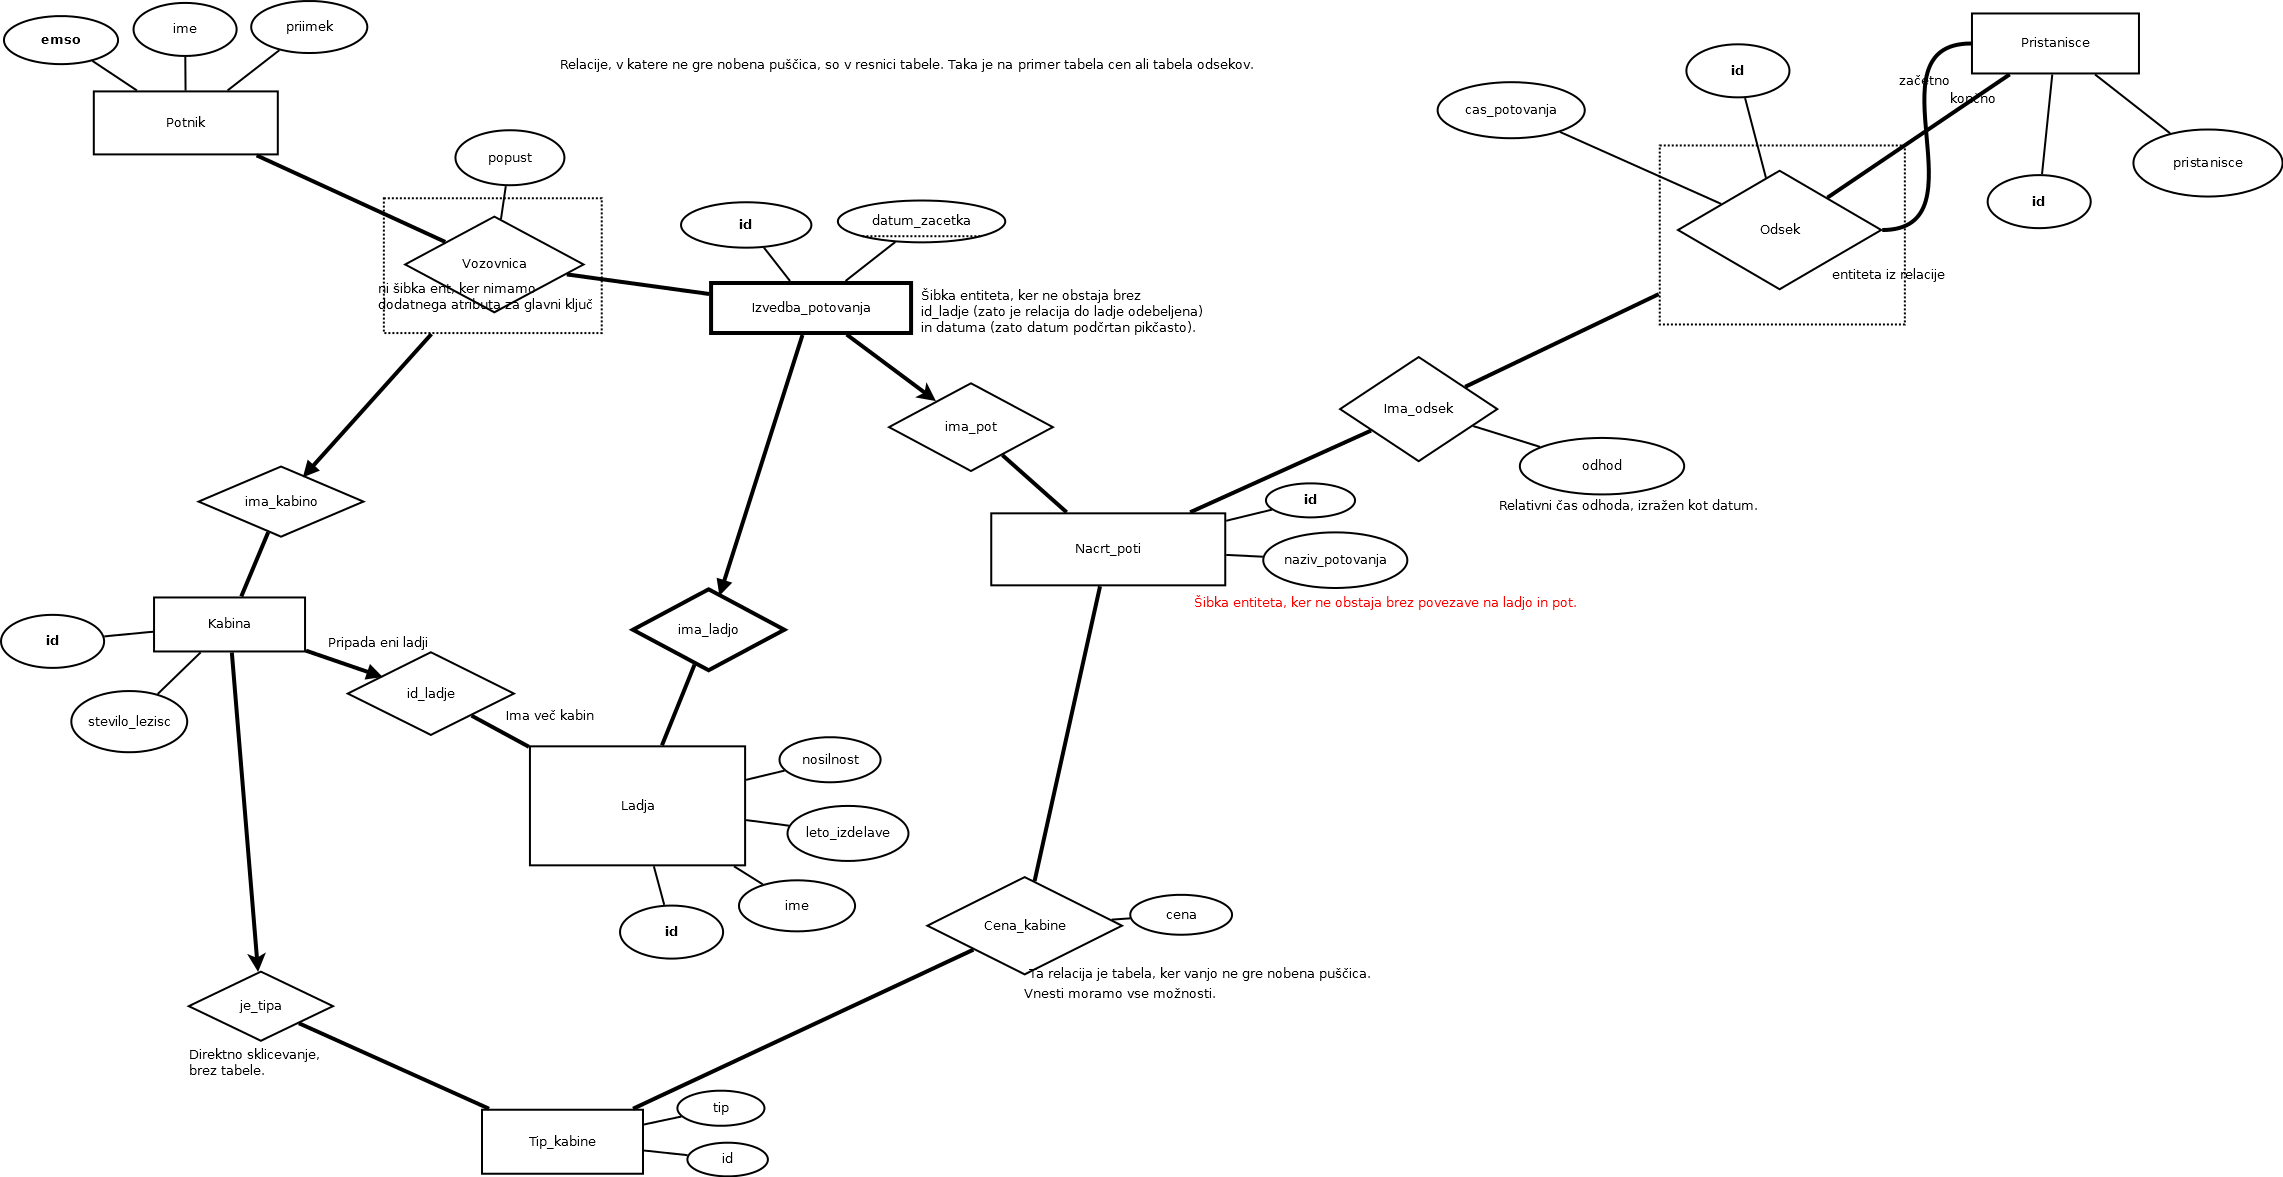 emso
ime
priimek
Potnik
Relacije, v katere ne gre nobena puščica, so v resnici tabele. Taka je na primer tabela cen ali tabela odsekov.
Pristanisce
začetno
končno
id
cas_potovanja
pristanisce
id
Odsek
entiteta iz relacije
popust
Vozovnica
ni šibka ent, ker nimamo
dodatnega atributa za glavni ključ
id
datum_zacetka
Izvedba_potovanja
Šibka entiteta, ker ne obstaja brez
id_ladje (zato je relacija do ladje odebeljena)
in datuma (zato datum podčrtan pikčasto).
ima_pot
Ima_odsek
odhod
Relativni čas odhoda, izražen kot datum.
ima_kabino
id
Nacrt_poti
naziv_potovanja
Šibka entiteta, ker ne obstaja brez povezave na ladjo in pot.
Kabina
id
stevilo_lezisc
Pripada eni ladji
id_ladje
Ima več kabin
ima_ladjo
Ladja
nosilnost
leto_izdelave
ime
id
Cena_kabine
cena
Ta relacija je tabela, ker vanjo ne gre nobena puščica.
Vnesti moramo vse možnosti.
je_tipa
Direktno sklicevanje,
brez tabele.
Tip_kabine
tip
id